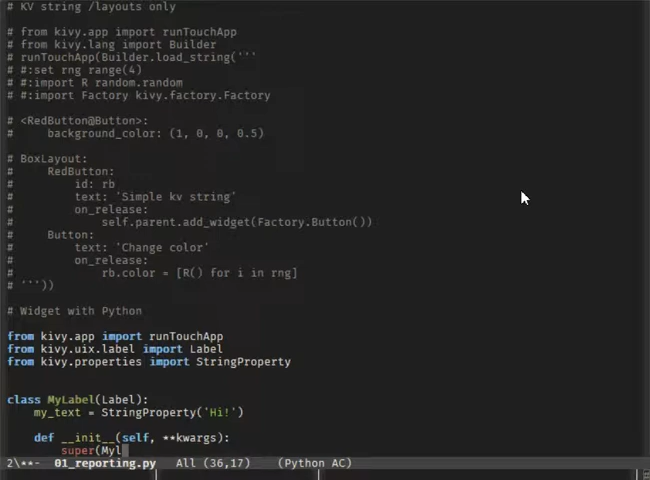 # KV string /layouts only
# from kivy.app import runTouchApp
# from kivy.lang import Builder
# runTouchApp(Builder.load_string('''
# #:set rng range(4)
# #:import R random.random
# #:import Factory kivy.factory.Factory
# <RedButton@Button>:
#     background_color: (1, 0, 0, 0.5)
# BoxLayout:
#     RedButton:
#         id: rb
#         text: 'Simple kv string'
#         on_release:
#             self.parent.add_widget(Factory.Button())
#     Button:
#         text: 'Change color'
#         on_release:
#             rb.color = [R() for i in rng]
# '''))
# Widget with Python
from kivy.app import runTouchApp
from kivy.uix.label import Label
from kivy.properties import StringProperty
class MyLabel(Label):
    my_text = StringProperty('Hi!')
    def __init__(self, **kwargs):
        super(Myl
2\**-  01_reporting.py   All (36,17)    (Python AC)